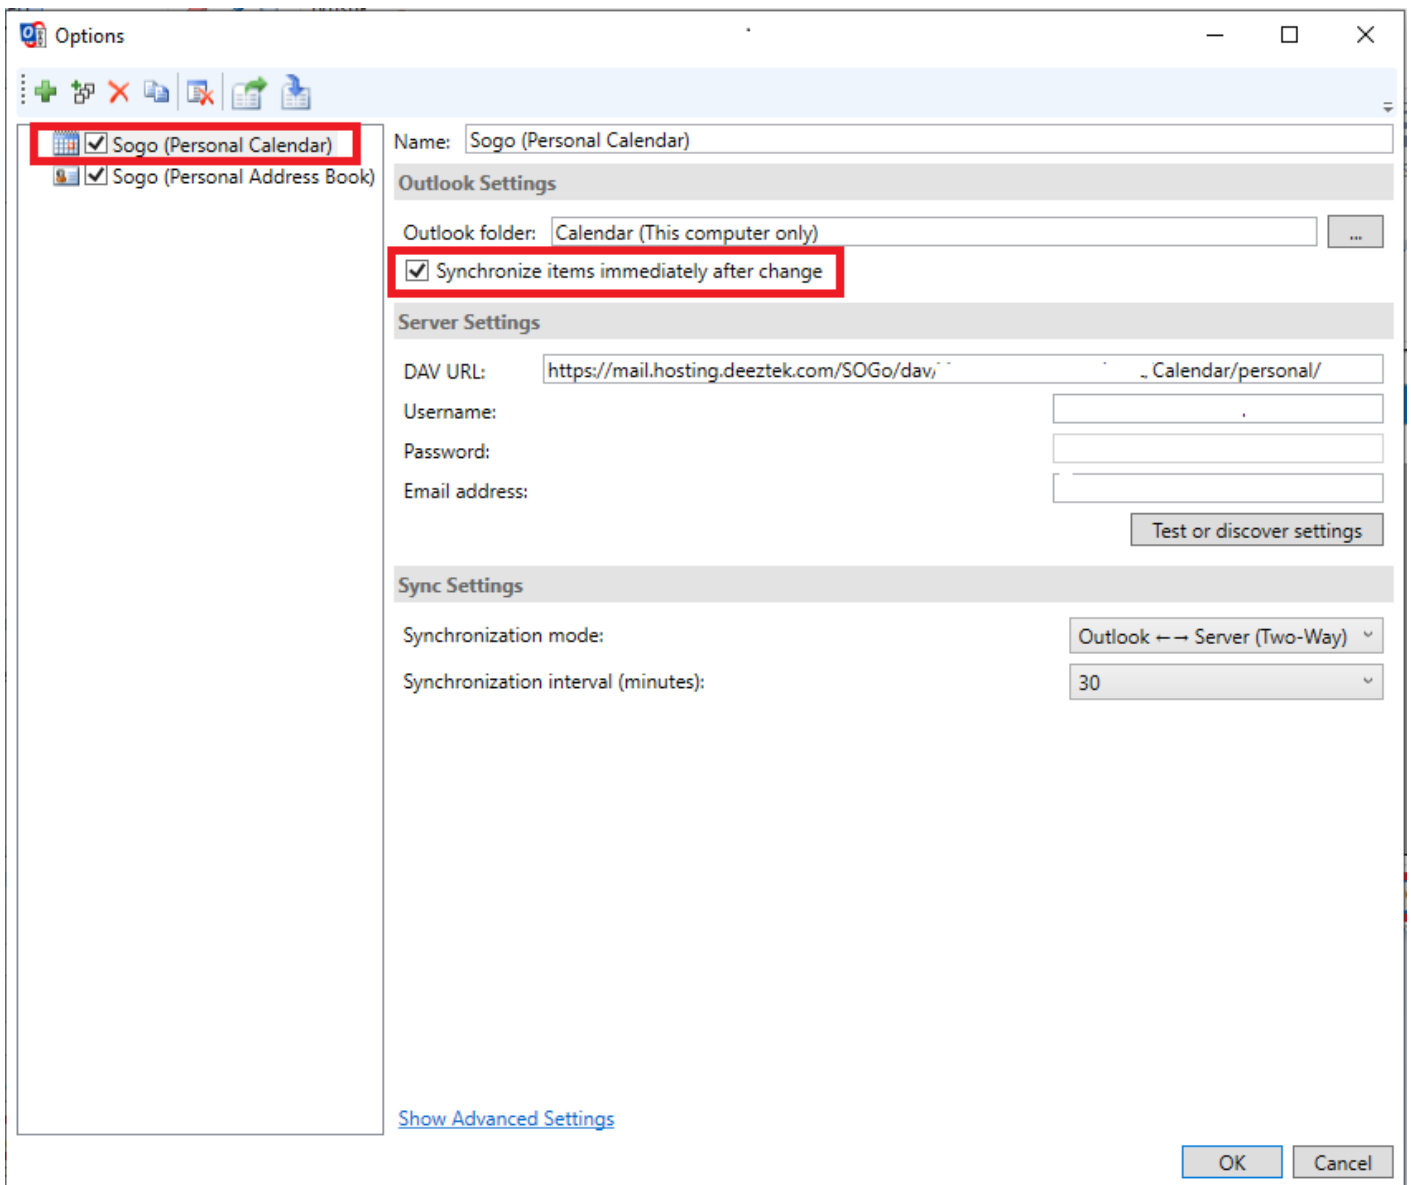 Options
Sogo (Personal Calendar)
Sogo (Personal Address Book)
Name: Sogo (Personal Calendar)
Outlook Settings
Outlook folder: Calendar (This computer only) ...
Synchronize items immediately after change
Server Settings
DAV URL: https://mail.hosting.deeztek.com/SOGo/dav/ Calendar/personal/
Username:
Password:
Email address:
Test or discover settings
Sync Settings
Synchronization mode: Outlook ←→ Server (Two-Way)
Synchronization interval (minutes): 30
Show Advanced Settings
OK Cancel